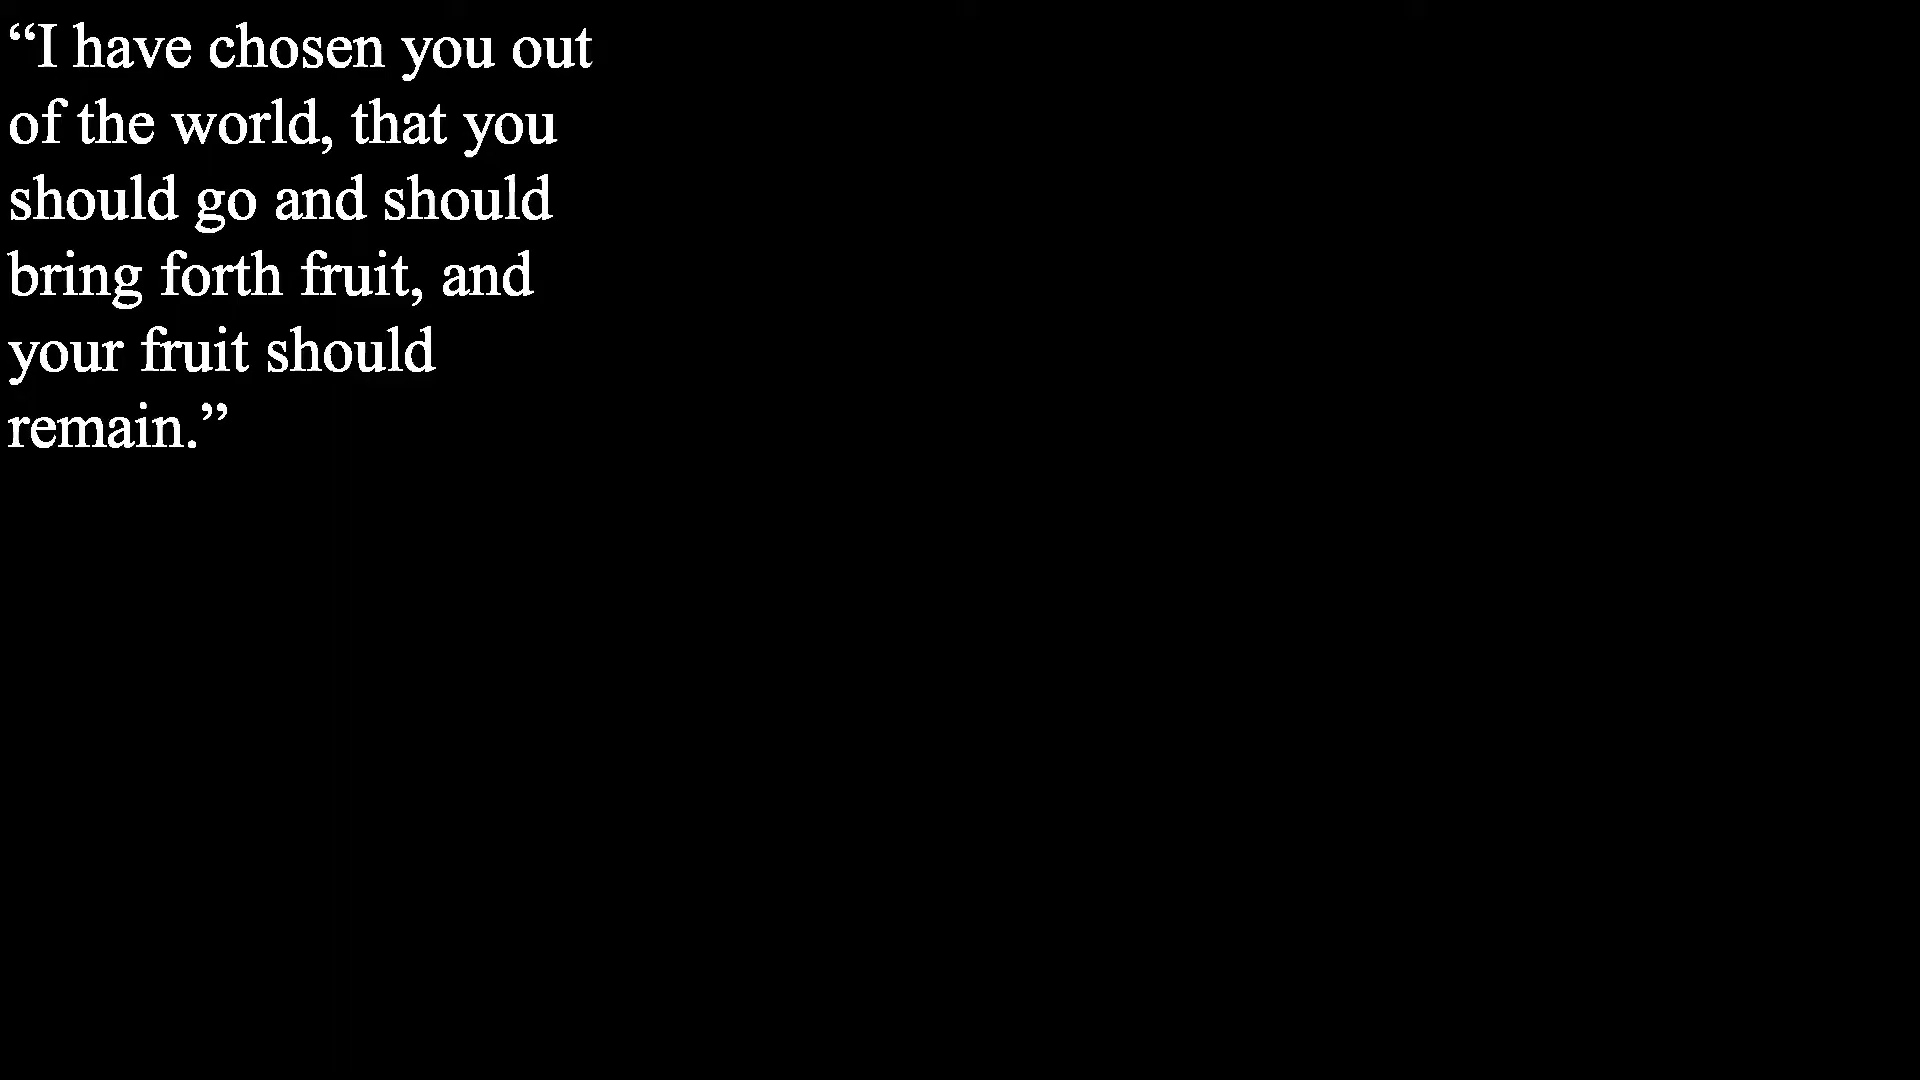 “I have chosen you out
of the world, that you
should go and should
bring forth fruit, and
your fruit should
remain.”